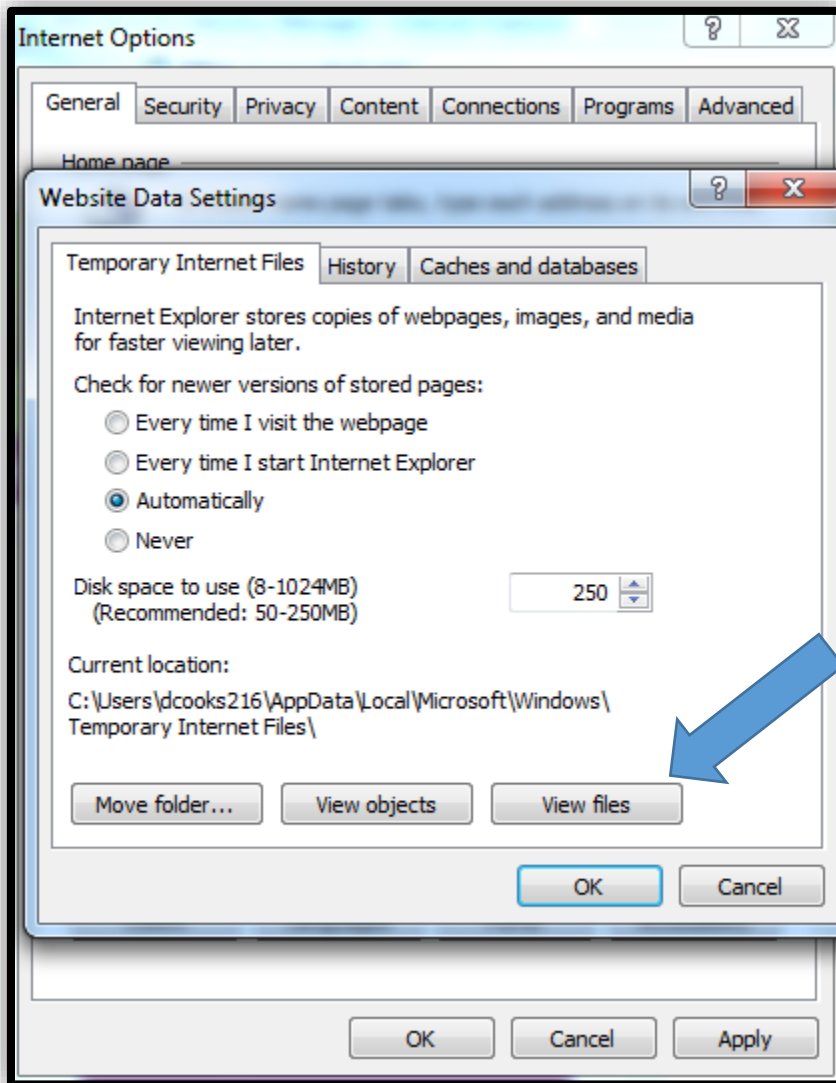 Internet Options
General Security Privacy Content Connections Programs Advanced
Home page
Website Data Settings
Temporary Internet Files History Caches and databases
Internet Explorer stores copies of webpages, images, and media
for faster viewing later.
Check for newer versions of stored pages:
Every time I visit the webpage
Every time I start Internet Explorer
Automatically
Never
Disk space to use (8-1024MB)
250
(Recommended: 50-250MB)
Current location:
C:\Users\dcooks216\AppData\Local\Microsoft\Windows\
Temporary Internet Files\
Move folder... View objects View files
OK Cancel
OK Cancel Apply